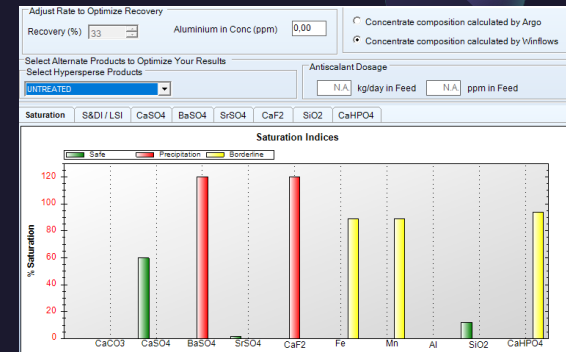 Adjust Rate to Optimize Recovery
Recovery (%) 33
Aluminium in Conc (ppm) 0,00
Concentrate composition calculated by Argo
Concentrate composition calculated by Winflows
Select Alternate Products to Optimize Your Results
Select Hypersperse Products
UNTREATED
Antiscalant Dosage
N.A. kg/day in Feed N.A. ppm in Feed
Saturation S&DI / LSI CaSO4 BaSO4 SrSO4 CaF2 SiO2 CaHPO4
Saturation Indices
Safe Precipitation Borderline
% Saturation
120
100
80
60
40
20
0
CaCO3 CaSO4 BaSO4 SrSO4 CaF2 Fe Mn Al SiO2 CaHPO4